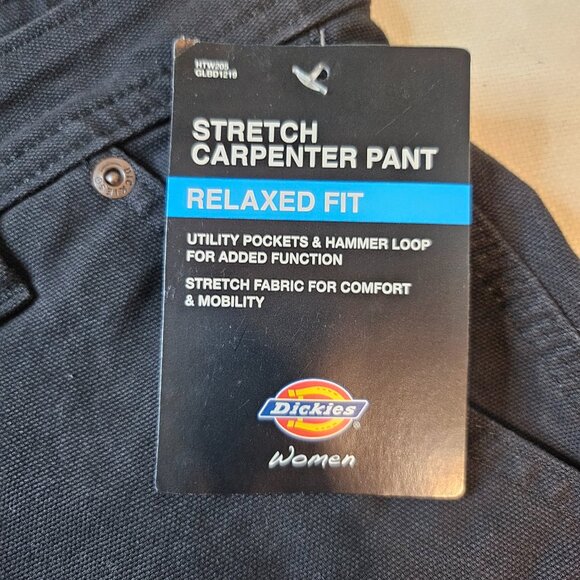 HTW205
GLBD1219
STRETCH
CARPENTER PANT
RELAXED FIT
UTILITY POCKETS & HAMMER LOOP
FOR ADDED FUNCTION
STRETCH FABRIC FOR COMFORT
& MOBILITY
Dickies®
Women